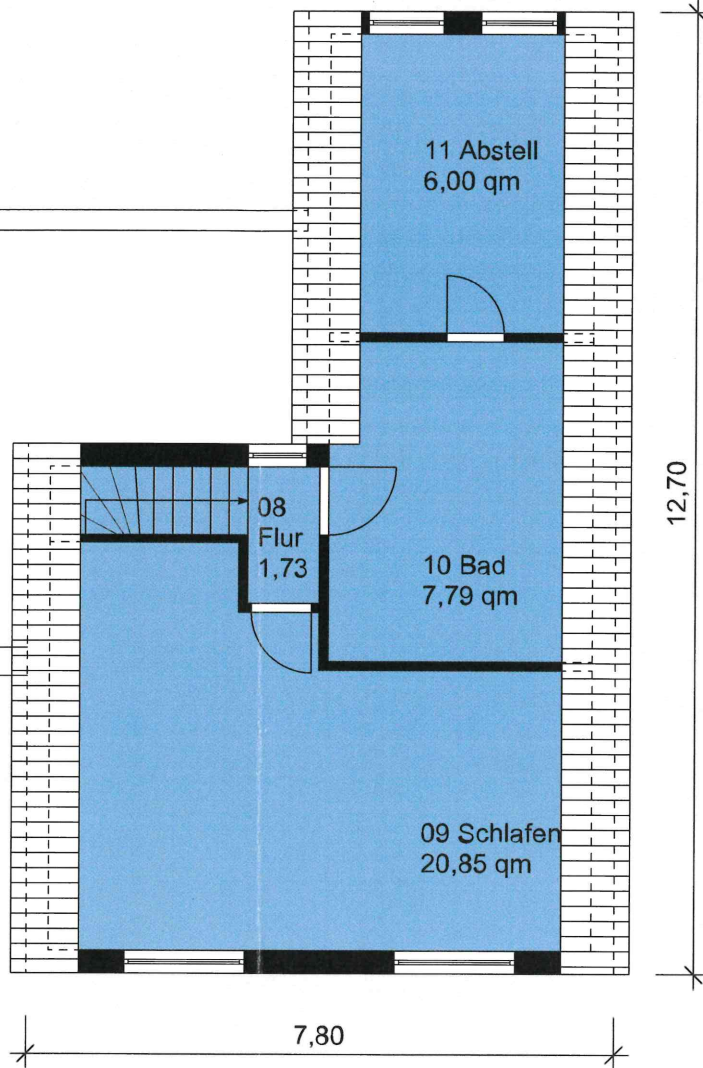 11 Abstell
6,00 qm
12,70
08
Flur
1,73
10 Bad
7,79 qm
09 Schlafen
20,85 qm
7,80